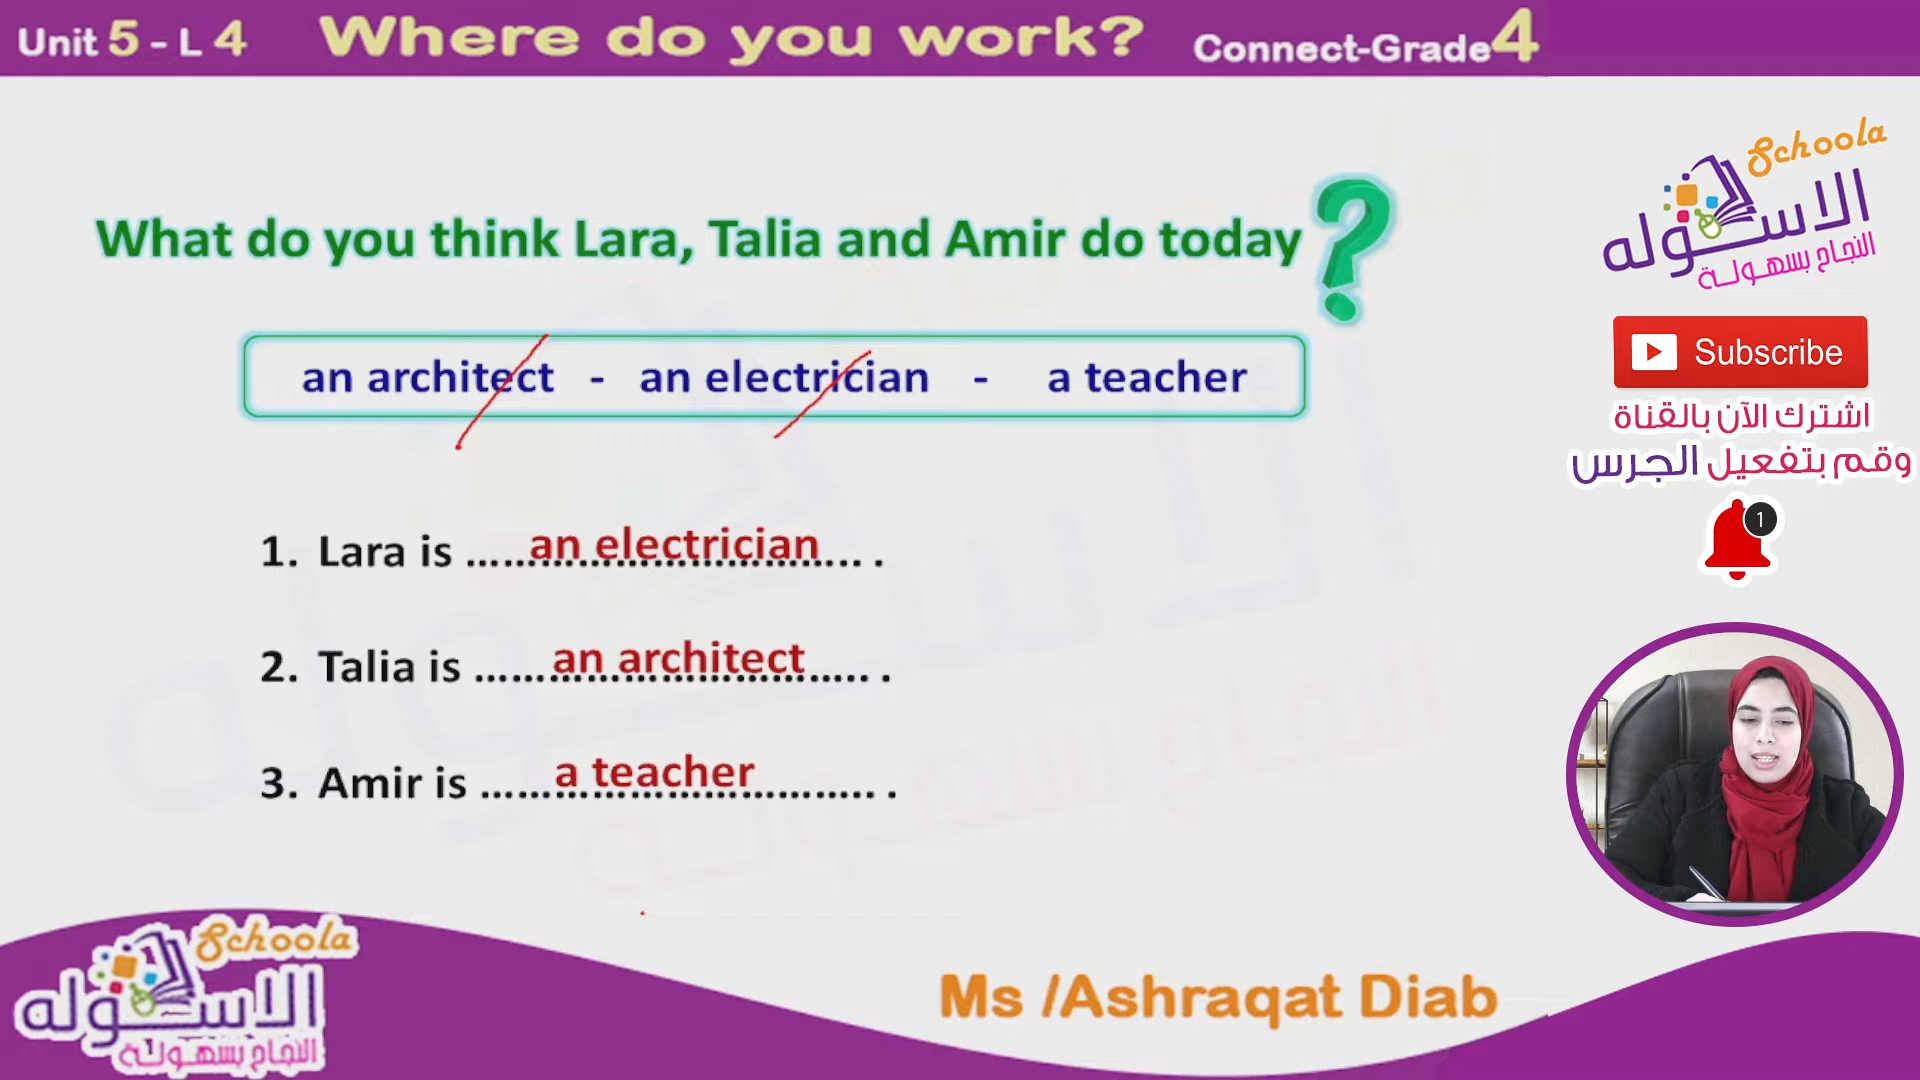 Unit 5 - L 4 Where do you work? Connect-Grade4
Schoola
الاسكوله
النجاح بسهولة
What do you think Lara, Talia and Amir do today?
an architect - an electrician - a teacher
Subscribe
اشترك الآن بالقناة
وقم بتفعيل الجرس
1
1. Lara is ...... an electrician ...... .
2. Talia is ...... an architect ...... .
3. Amir is ...... a teacher ...... .
Schoola
الاسكوله
النجاح بسهولة
Ms /Ashraqat Diab